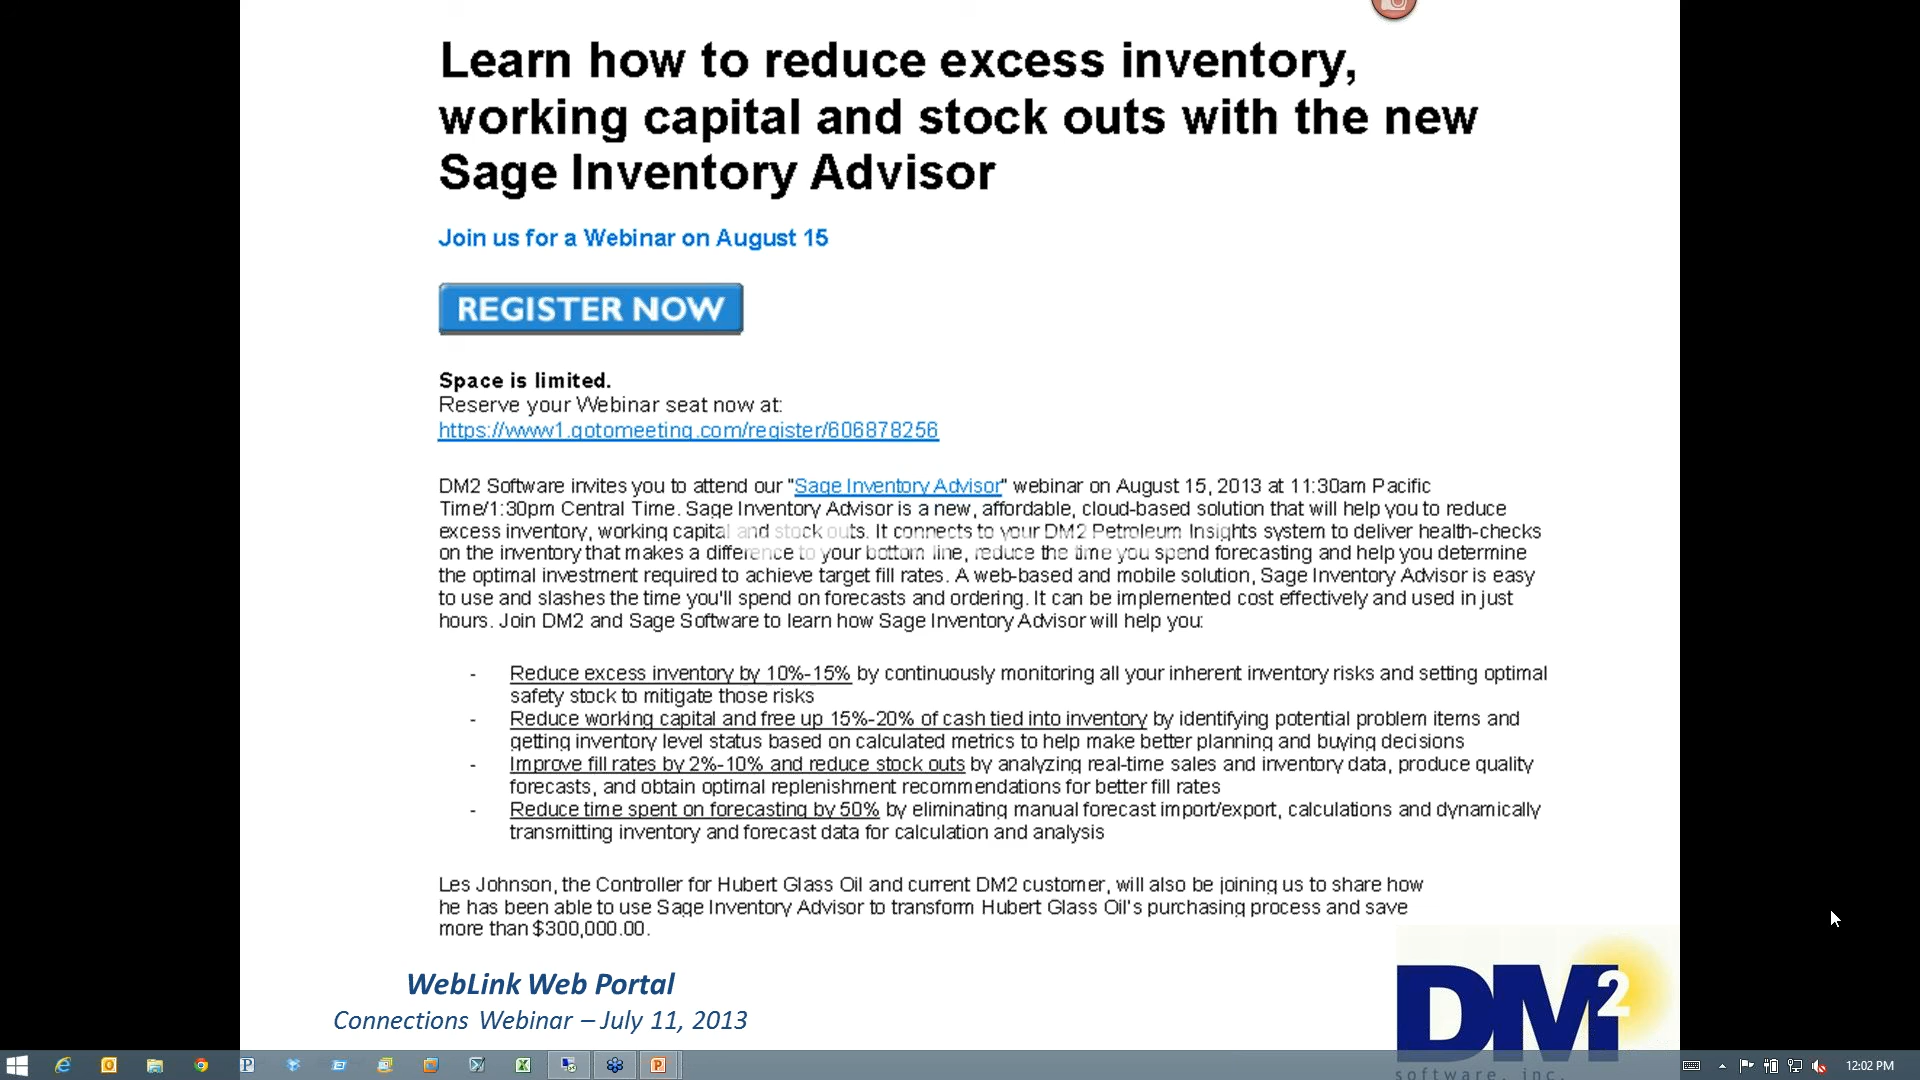 Learn how to reduce excess inventory,
working capital and stock outs with the new
Sage Inventory Advisor
Join us for a Webinar on August 15
REGISTER NOW
Space is limited.
Reserve your Webinar seat now at:
https://www1.gotomeeting.com/register/606878256
DM2 Software invites you to attend our "Sage Inventory Advisor" webinar on August 15, 2013 at 11:30am Pacific
Time/1:30pm Central Time. Sage Inventory Advisor is a new, affordable, cloud-based solution that will help you to reduce
excess inventory, working capital and stock outs. It connects to your DM2 Petroleum Insights system to deliver health-checks
on the inventory that makes a difference to your bottom line, reduce the time you spend forecasting and help you determine
the optimal investment required to achieve target fill rates. A web-based and mobile solution, Sage Inventory Advisor is easy
to use and slashes the time you'll spend on forecasts and ordering. It can be implemented cost effectively and used in just
hours. Join DM2 and Sage Software to learn how Sage Inventory Advisor will help you:
- Reduce excess inventory by 10%-15% by continuously monitoring all your inherent inventory risks and setting optimal
safety stock to mitigate those risks
- Reduce working capital and free up 15%-20% of cash tied into inventory by identifying potential problem items and
getting inventory level status based on calculated metrics to help make better planning and buying decisions
- Improve fill rates by 2%-10% and reduce stock outs by analyzing real-time sales and inventory data, produce quality
forecasts, and obtain optimal replenishment recommendations for better fill rates
- Reduce time spent on forecasting by 50% by eliminating manual forecast import/export, calculations and dynamically
transmitting inventory and forecast data for calculation and analysis
Les Johnson, the Controller for Hubert Glass Oil and current DM2 customer, will also be joining us to share how
he has been able to use Sage Inventory Advisor to transform Hubert Glass Oil's purchasing process and save
more than $300,000.00.
WebLink Web Portal
Connections Webinar – July 11, 2013
DM2
software, inc.
12:02 PM